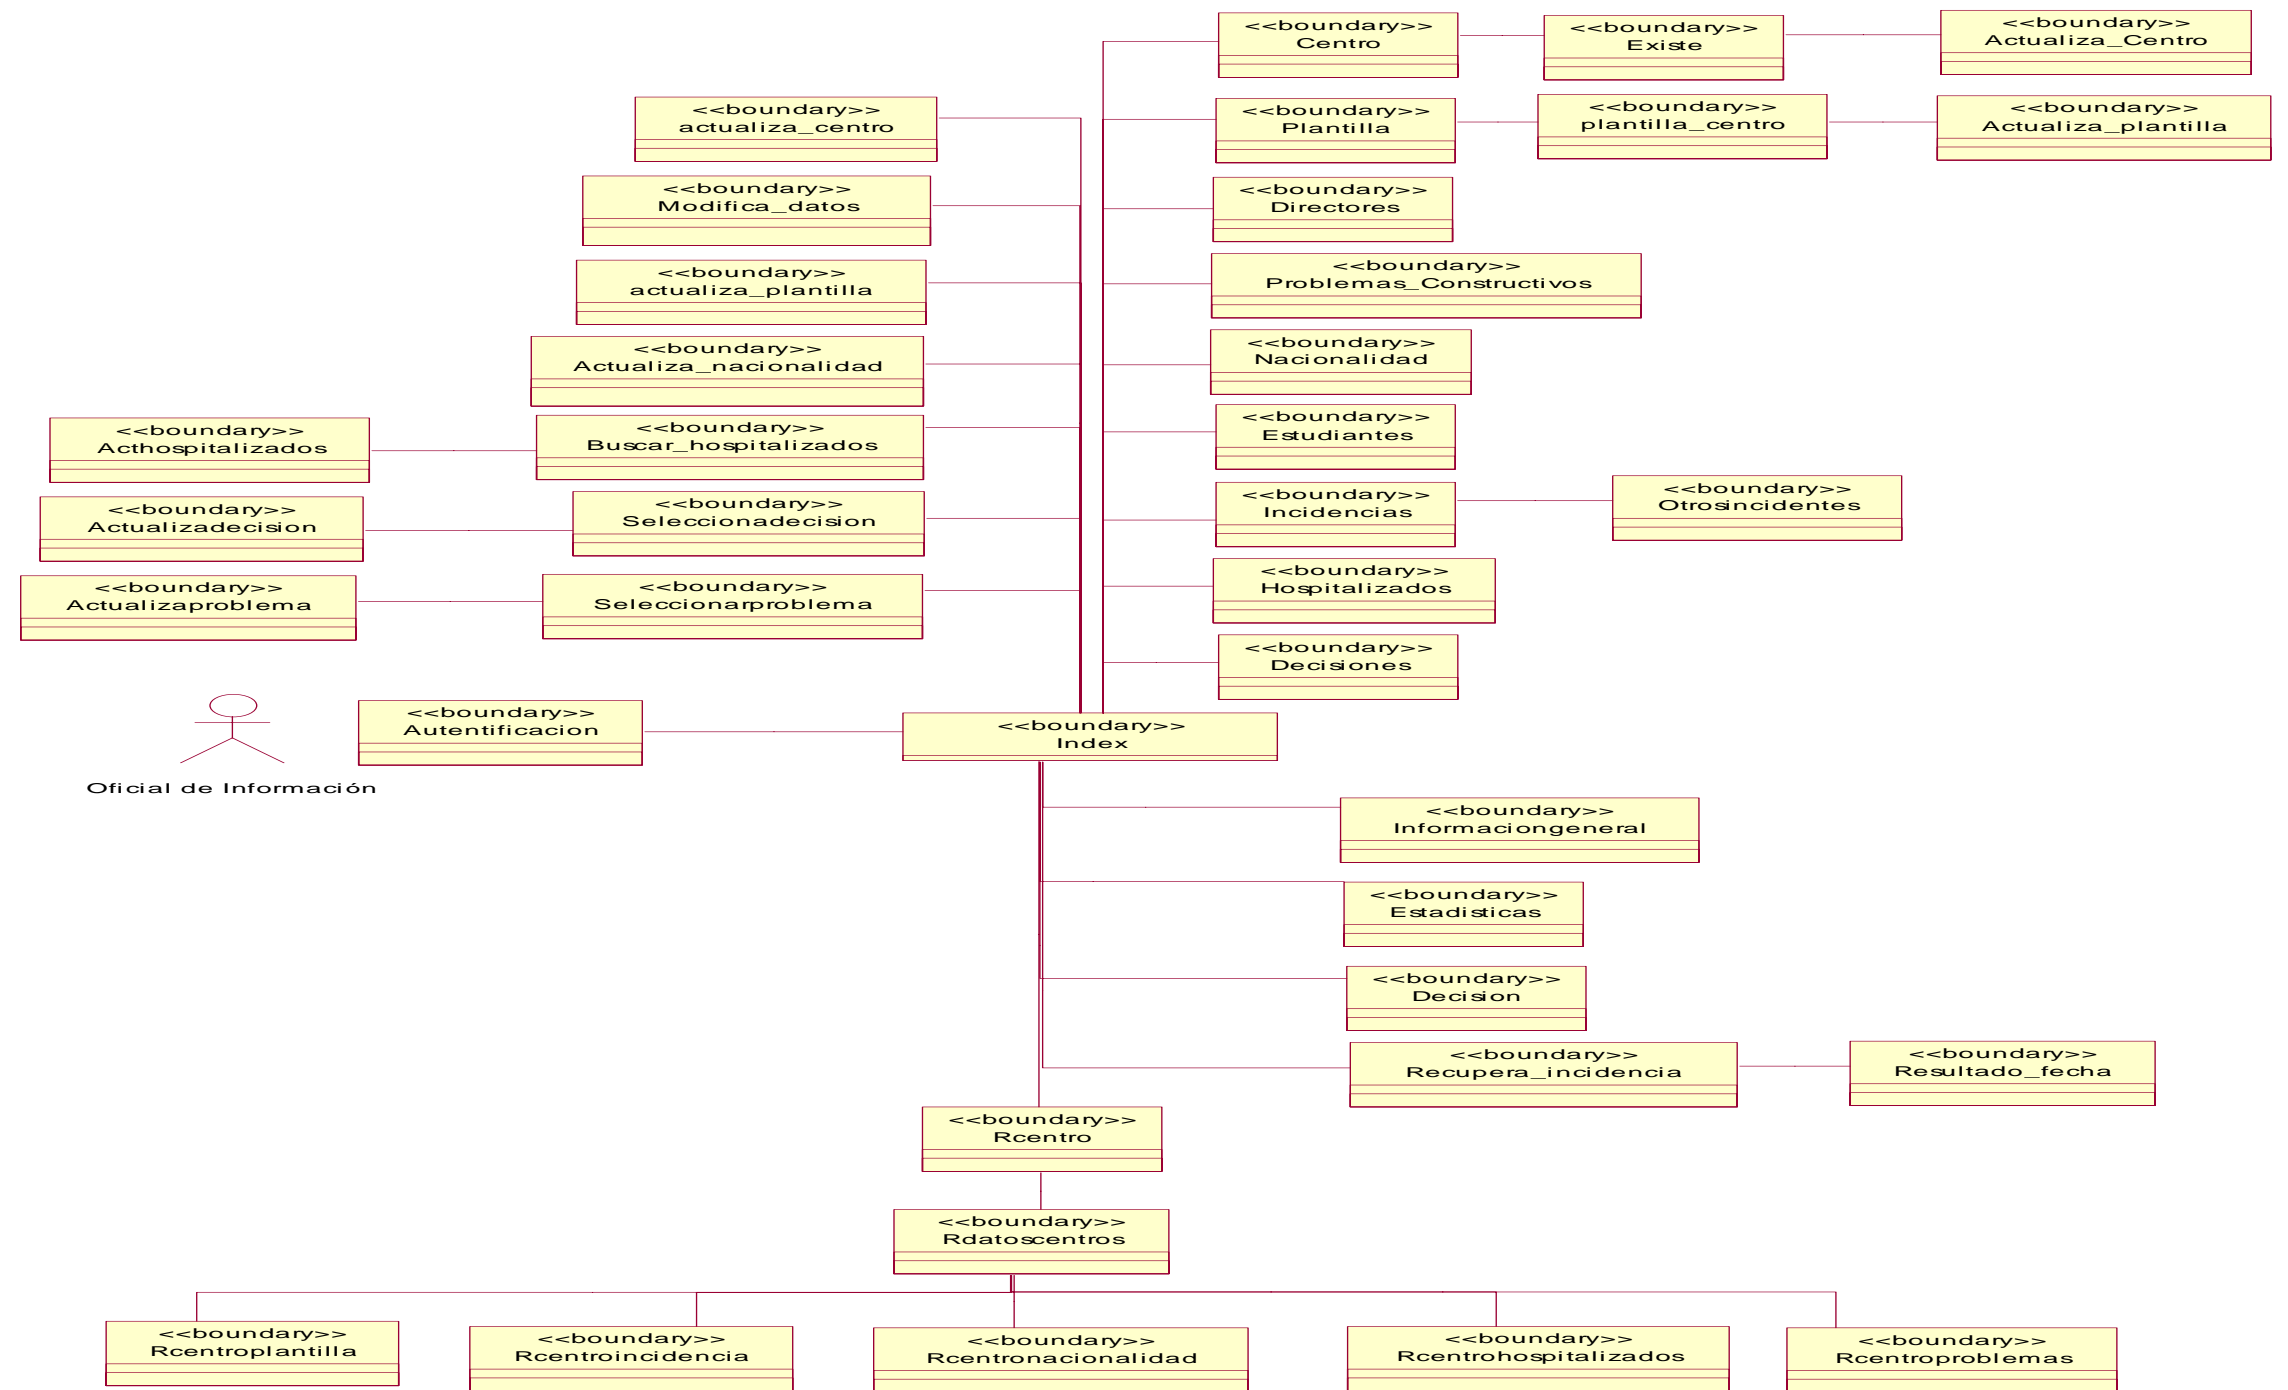 <<boundary>>
Centro
<<boundary>>
Existe
<<boundary>>
Actualiza_Centro
<<boundary>>
actualiza_centro
<<boundary>>
Plantilla
<<boundary>>
plantilla_centro
<<boundary>>
Actualiza_plantilla
<<boundary>>
Modifica_datos
<<boundary>>
Directores
<<boundary>>
actualiza_plantilla
<<boundary>>
Problemas_Constructivos
<<boundary>>
Actualiza_nacionalidad
<<boundary>>
Nacionalidad
<<boundary>>
Acthospitalizados
<<boundary>>
Buscar_hospitalizados
<<boundary>>
Estudiantes
<<boundary>>
Actualizadecision
<<boundary>>
Seleccionadecision
<<boundary>>
Incidencias
<<boundary>>
Otrosincidentes
<<boundary>>
Actualizaproblema
<<boundary>>
Seleccionarproblema
<<boundary>>
Hospitalizados
<<boundary>>
Decisiones
Oficial de Información
<<boundary>>
Autentificacion
<<boundary>>
Index
<<boundary>>
Informaciongeneral
<<boundary>>
Estadisticas
<<boundary>>
Decision
<<boundary>>
Recupera_incidencia
<<boundary>>
Resultado_fecha
<<boundary>>
Rcentro
<<boundary>>
Rdatoscentros
<<boundary>>
Rcentroplantilla
<<boundary>>
Rcentroincidencia
<<boundary>>
Rcentronacionalidad
<<boundary>>
Rcentrohospitalizados
<<boundary>>
Rcentroproblemas